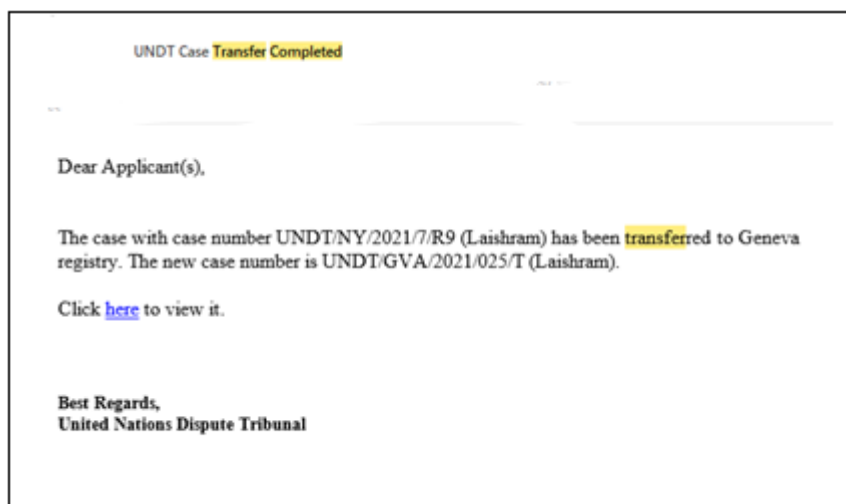 UNDT Case Transfer Completed
Dear Applicant(s),
The case with case number UNDT/NY/2021/7/R9 (Laishram) has been transferred to Geneva
registry. The new case number is UNDT/GVA/2021/025/T (Laishram).
Click here to view it.
Best Regards,
United Nations Dispute Tribunal